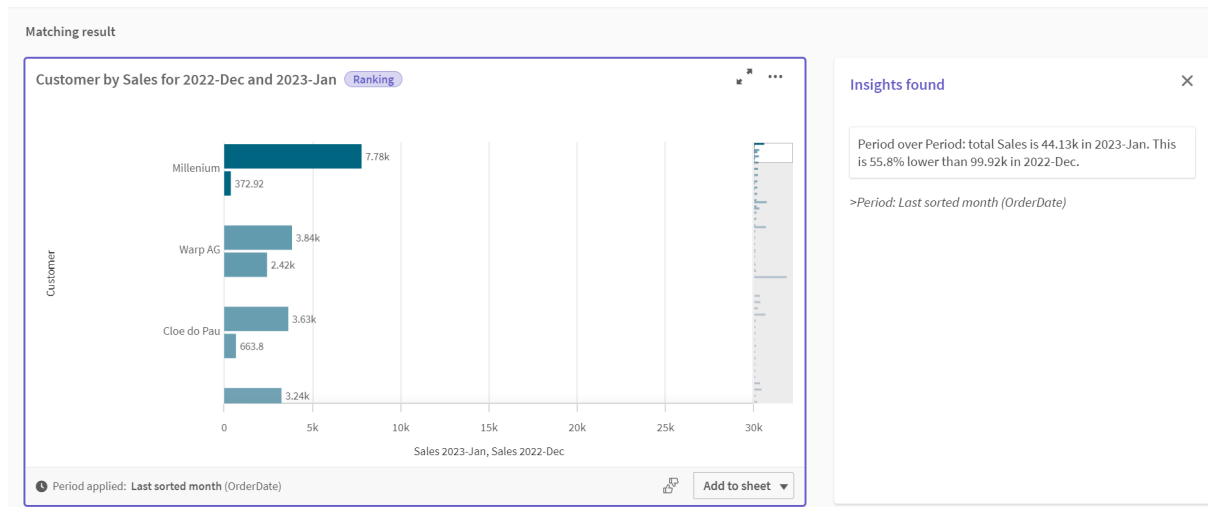 Matching result
Customer by Sales for 2022-Dec and 2023-Jan Ranking
Millenium
7.78k
372.92
Warp AG
3.84k
2.42k
Cloe do Pau
3.63k
663.8
3.24k
Customer
0 5k 10k 15k 20k 25k 30k
Sales 2023-Jan, Sales 2022-Dec
Period applied: Last sorted month (OrderDate)
Add to sheet
Insights found
Period over Period: total Sales is 44.13k in 2023-Jan. This
is 55.8% lower than 99.92k in 2022-Dec.
>Period: Last sorted month (OrderDate)